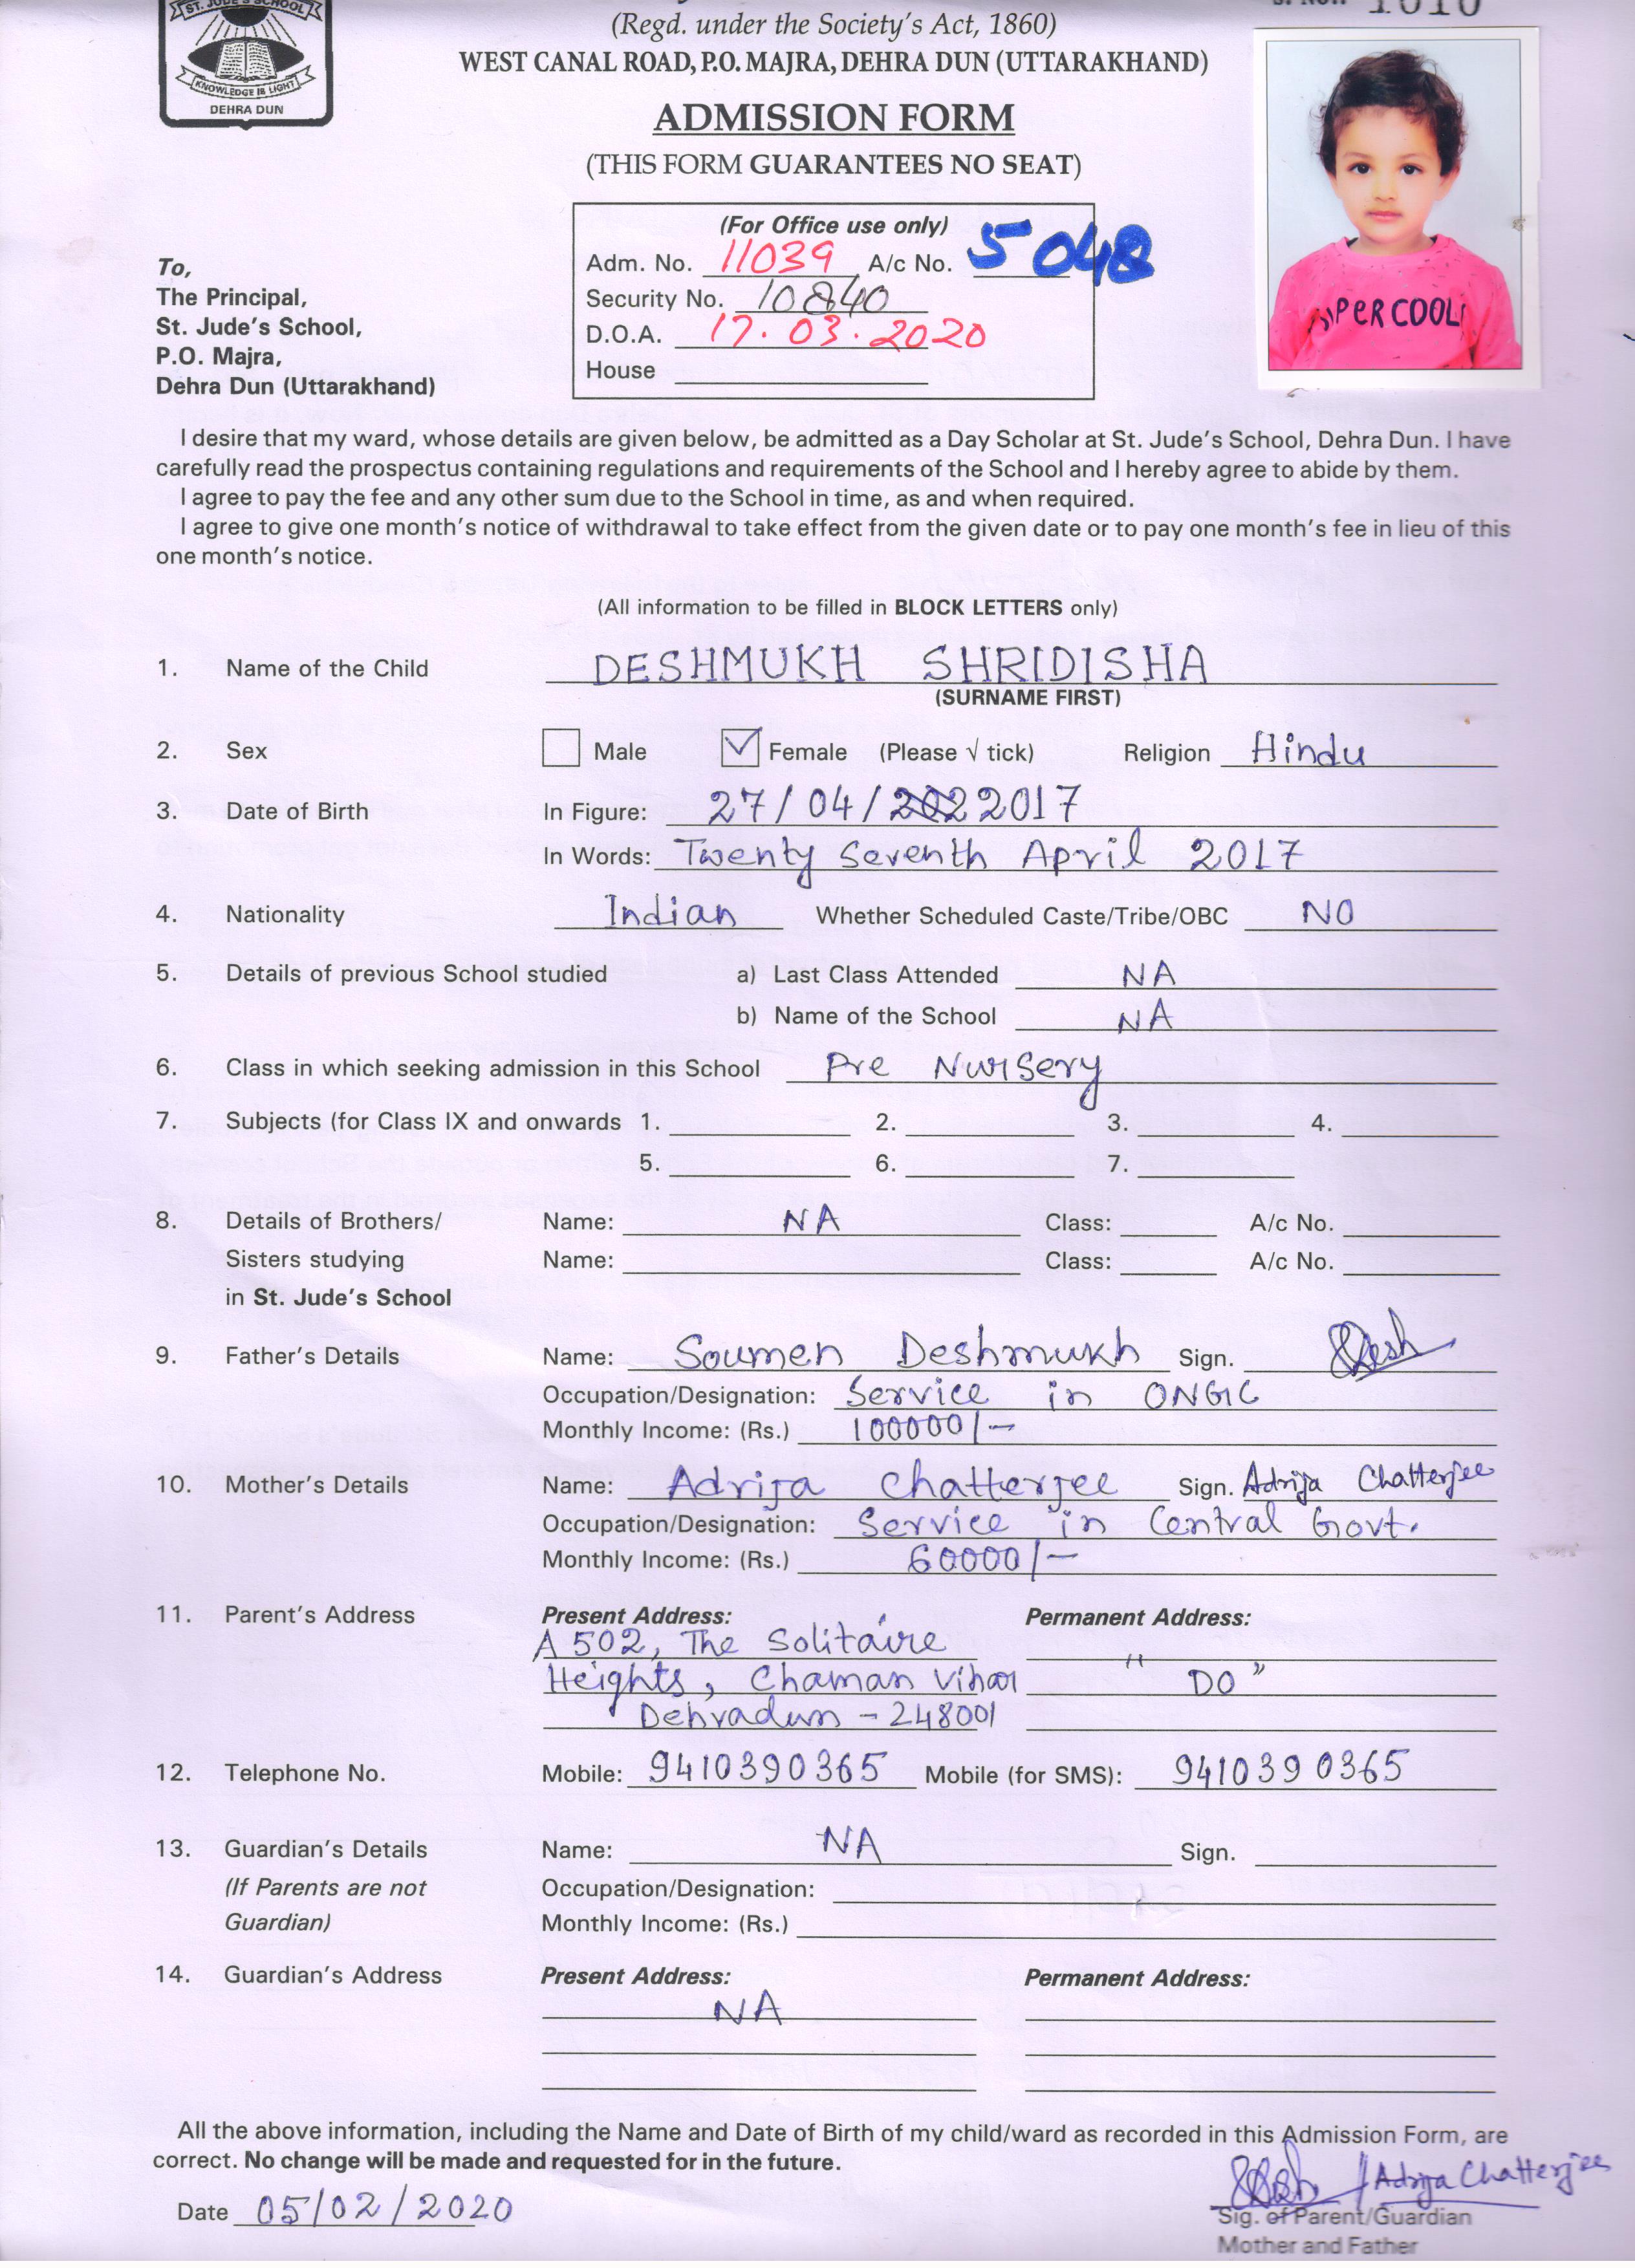 ST. JUDE'S SCHOOL
KNOWLEDGE IS LIGHT
DEHRA DUN
(Regd. under the Society's Act, 1860)
1010
WEST CANAL ROAD, P.O. MAJRA, DEHRA DUN (UTTARAKHAND)
ADMISSION FORM
(THIS FORM GUARANTEES NO SEAT)
(For Office use only)
Adm. No. 11039 A/c No. 5048
Security No. 10840
D.O.A. 17.03.2020
House
PER COOL
To,
The Principal,
St. Jude's School,
P.O. Majra,
Dehra Dun (Uttarakhand)
I desire that my ward, whose details are given below, be admitted as a Day Scholar at St. Jude's School, Dehra Dun. I have
carefully read the prospectus containing regulations and requirements of the School and I hereby agree to abide by them.
I agree to pay the fee and any other sum due to the School in time, as and when required.
I agree to give one month's notice of withdrawal to take effect from the given date or to pay one month's fee in lieu of this
one month's notice.
(All information to be filled in BLOCK LETTERS only)
1. Name of the Child DESHMUKH SHRIDISHA
(SURNAME FIRST)
2. Sex Male Female (Please √ tick) Religion Hindu
3. Date of Birth In Figure: 27/04/2017
In Words: Twenty Seventh April 2017
4. Nationality Indian Whether Scheduled Caste/Tribe/OBC NO
5. Details of previous School studied a) Last Class Attended NA
b) Name of the School NA
6. Class in which seeking admission in this School Pre Nursery
7. Subjects (for Class IX and onwards 1. 2. 3. 4.
5. 6. 7.
8. Details of Brothers/ Name: NA Class: A/c No.
Sisters studying Name: Class: A/c No.
in St. Jude's School
9. Father's Details Name: Soumen Deshmukh Sign. Desh
Occupation/Designation: Service in ONGC
Monthly Income: (Rs.) 100000/-
10. Mother's Details Name: Adrija Chatterjee Sign. Adrija Chatterjee
Occupation/Designation: Service in Central Govt.
Monthly Income: (Rs.) 60000/-
11. Parent's Address Present Address: Permanent Address:
A 502, The Solitaire
Heights, Chaman Vihar " DO "
Dehradun - 248001
12. Telephone No. Mobile: 9410390365 Mobile (for SMS): 9410390365
13. Guardian's Details Name: NA Sign.
(If Parents are not Occupation/Designation:
Guardian) Monthly Income: (Rs.)
14. Guardian's Address Present Address: Permanent Address:
NA
All the above information, including the Name and Date of Birth of my child/ward as recorded in this Admission Form, are
correct. No change will be made and requested for in the future.
Date 05/02/2020 / Adrija Chatterjee
Sig. of Parent/Guardian
Mother and Father